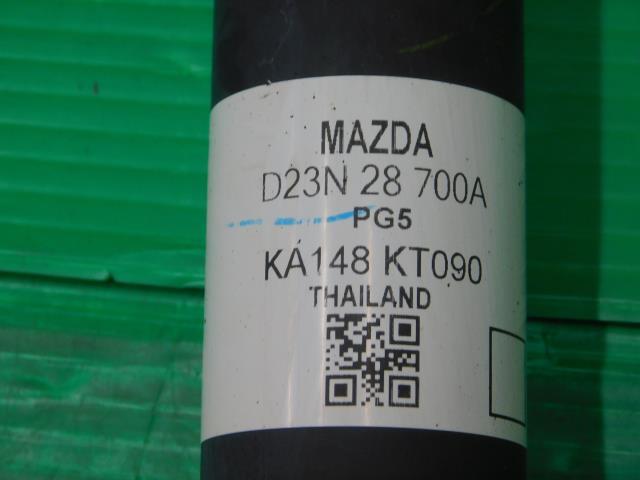 MAZDA
D23N 28 700A
PG5
KA148 KT090
THAILAND